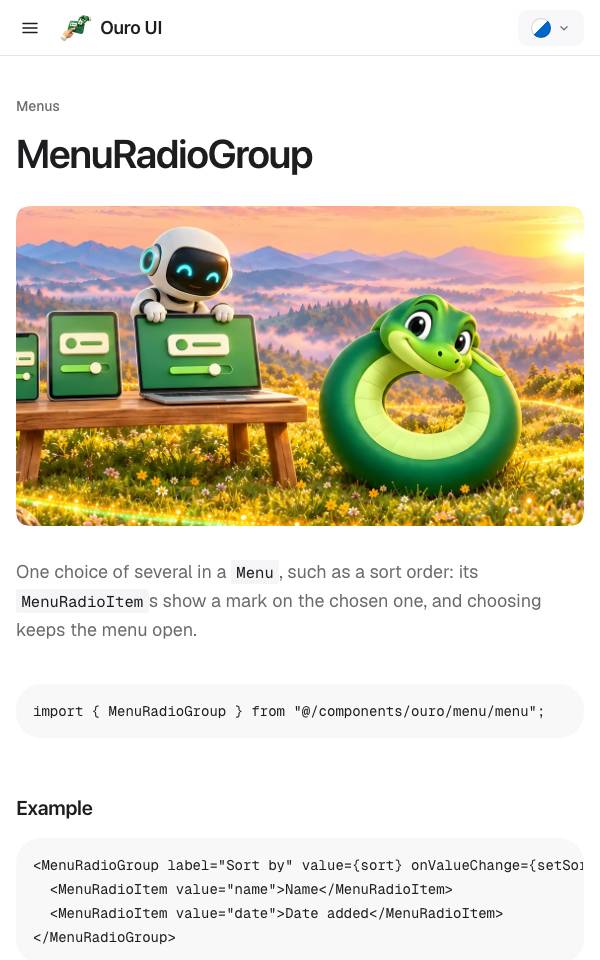 Ouro UI
Menus
MenuRadioGroup
One choice of several in a Menu, such as a sort order: its
MenuRadioItems show a mark on the chosen one, and choosing
keeps the menu open.
import { MenuRadioGroup } from "@/components/ouro/menu/menu";
Example
<MenuRadioGroup label="Sort by" value={sort} onValueChange={setSor
  <MenuRadioItem value="name">Name</MenuRadioItem>
  <MenuRadioItem value="date">Date added</MenuRadioItem>
</MenuRadioGroup>